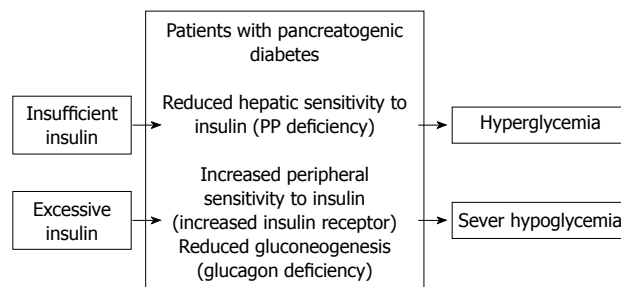 Patients with pancreatogenic
diabetes
Insufficient
insulin
Reduced hepatic sensitivity to
insulin (PP deficiency)
Hyperglycemia
Excessive
insulin
Increased peripheral
sensitivity to insulin
(increased insulin receptor)
Reduced gluconeogenesis
(glucagon deficiency)
Sever hypoglycemia